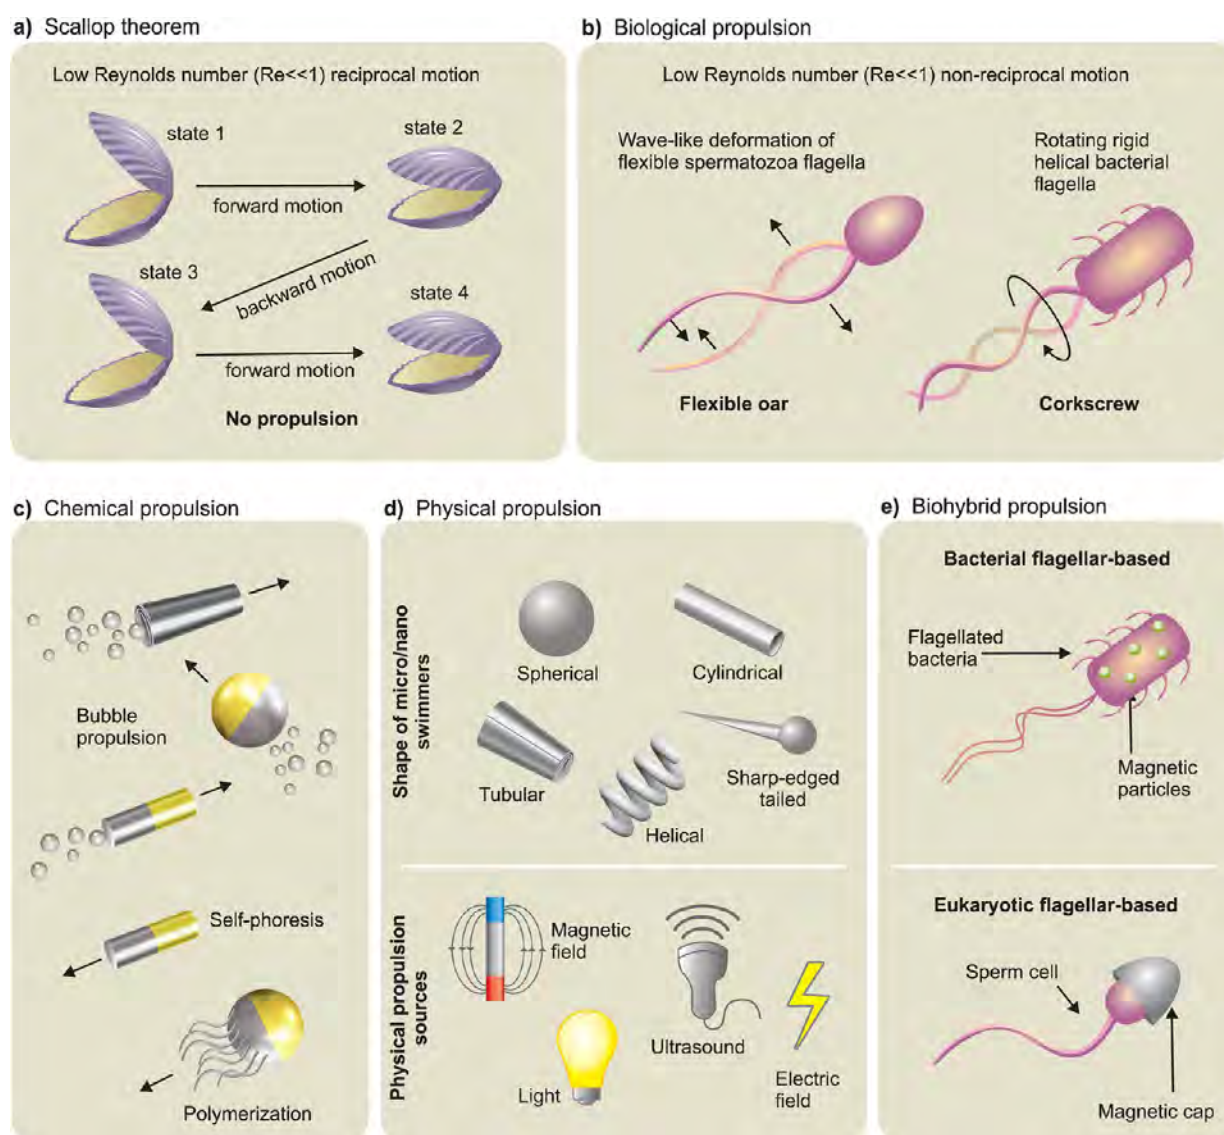 a) Scallop theorem
Low Reynolds number (Re<<1) reciprocal motion
state 1
state 2
forward motion
state 3
backward motion
state 4
forward motion
No propulsion
b) Biological propulsion
Low Reynolds number (Re<<1) non-reciprocal motion
Wave-like deformation of
flexible spermatozoa flagella
Rotating rigid
helical bacterial
flagella
Flexible oar
Corkscrew
c) Chemical propulsion
Bubble
propulsion
Self-phoresis
Polymerization
d) Physical propulsion
Shape of micro/nano
swimmers
Spherical
Cylindrical
Tubular
Helical
Sharp-edged
tailed
Physical propulsion
sources
Magnetic
field
Light
Ultrasound
Electric
field
e) Biohybrid propulsion
Bacterial flagellar-based
Flagellated
bacteria
Magnetic
particles
Eukaryotic flagellar-based
Sperm cell
Magnetic cap